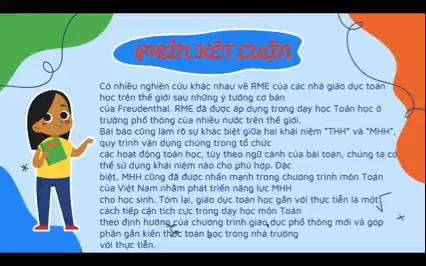 PHẦN KẾT LUẬN
Có nhiều nghiên cứu khác nhau về RME của các nhà giáo dục toán
học trên thế giới sau những ý tưởng cơ bản
của Freudenthal. RME đã được áp dụng trong dạy học Toán học ở
trường phổ thông của nhiều nước trên thế giới.
Bài báo cũng làm rõ sự khác biệt giữa hai khái niệm "THH" và "MHH",
quy trình vận dụng chúng trong tổ chức
các hoạt động toán học, tùy theo ngữ cảnh của bài toán, chúng ta có
thể sử dụng khái niệm nào cho phù hợp. Đặc
biệt, MHH cũng đã được nhấn mạnh trong chương trình môn Toán
của Việt Nam nhằm phát triển năng lực MHH
cho học sinh. Tóm lại, giáo dục toán học gắn với thực tiễn là một
cách tiếp cận tích cực trong dạy học môn Toán
theo định hướng của chương trình giáo dục phổ thông mới và góp
phần gắn kiến thức toán học trong nhà trường
với thực tiễn.